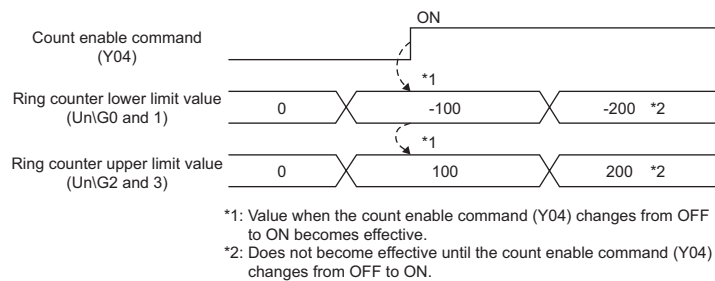 ON
Count enable command
(Y04)
*1
Ring counter lower limit value
(Un\G0 and 1)
0
-100
-200 *2
*1
Ring counter upper limit value
(Un\G2 and 3)
0
100
200 *2
*1: Value when the count enable command (Y04) changes from OFF
to ON becomes effective.
*2: Does not become effective until the count enable command (Y04)
changes from OFF to ON.